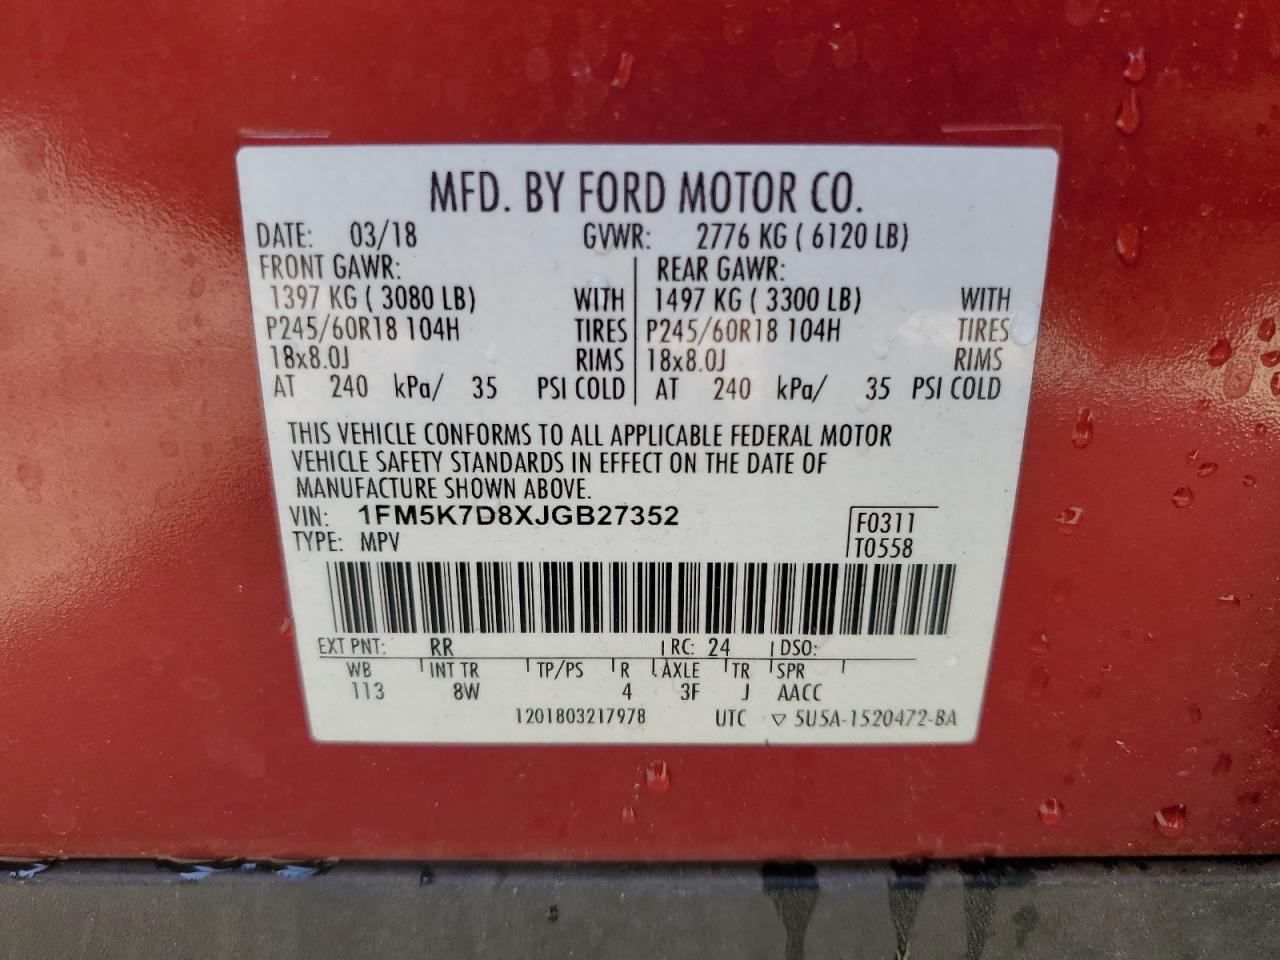 MFD. BY FORD MOTOR CO.
DATE: 03/18 GVWR: 2776 KG ( 6120 LB)
FRONT GAWR: REAR GAWR:
1397 KG ( 3080 LB) WITH 1497 KG ( 3300 LB) WITH
P245/60R18 104H TIRES P245/60R18 104H TIRES
18x8.0J RIMS 18x8.0J RIMS
AT 240 kPa/ 35 PSI COLD AT 240 kPa/ 35 PSI COLD
THIS VEHICLE CONFORMS TO ALL APPLICABLE FEDERAL MOTOR
VEHICLE SAFETY STANDARDS IN EFFECT ON THE DATE OF
MANUFACTURE SHOWN ABOVE.
VIN: 1FM5K7D8XJGB27352 F0311
TYPE: MPV T0558
EXT PNT: RR RC: 24 DSO:
WB INT TR TP/PS R AXLE TR SPR
113 8W 4 3F J AACC
1201803217978 UTC ▽ 5U5A-1520472-BA